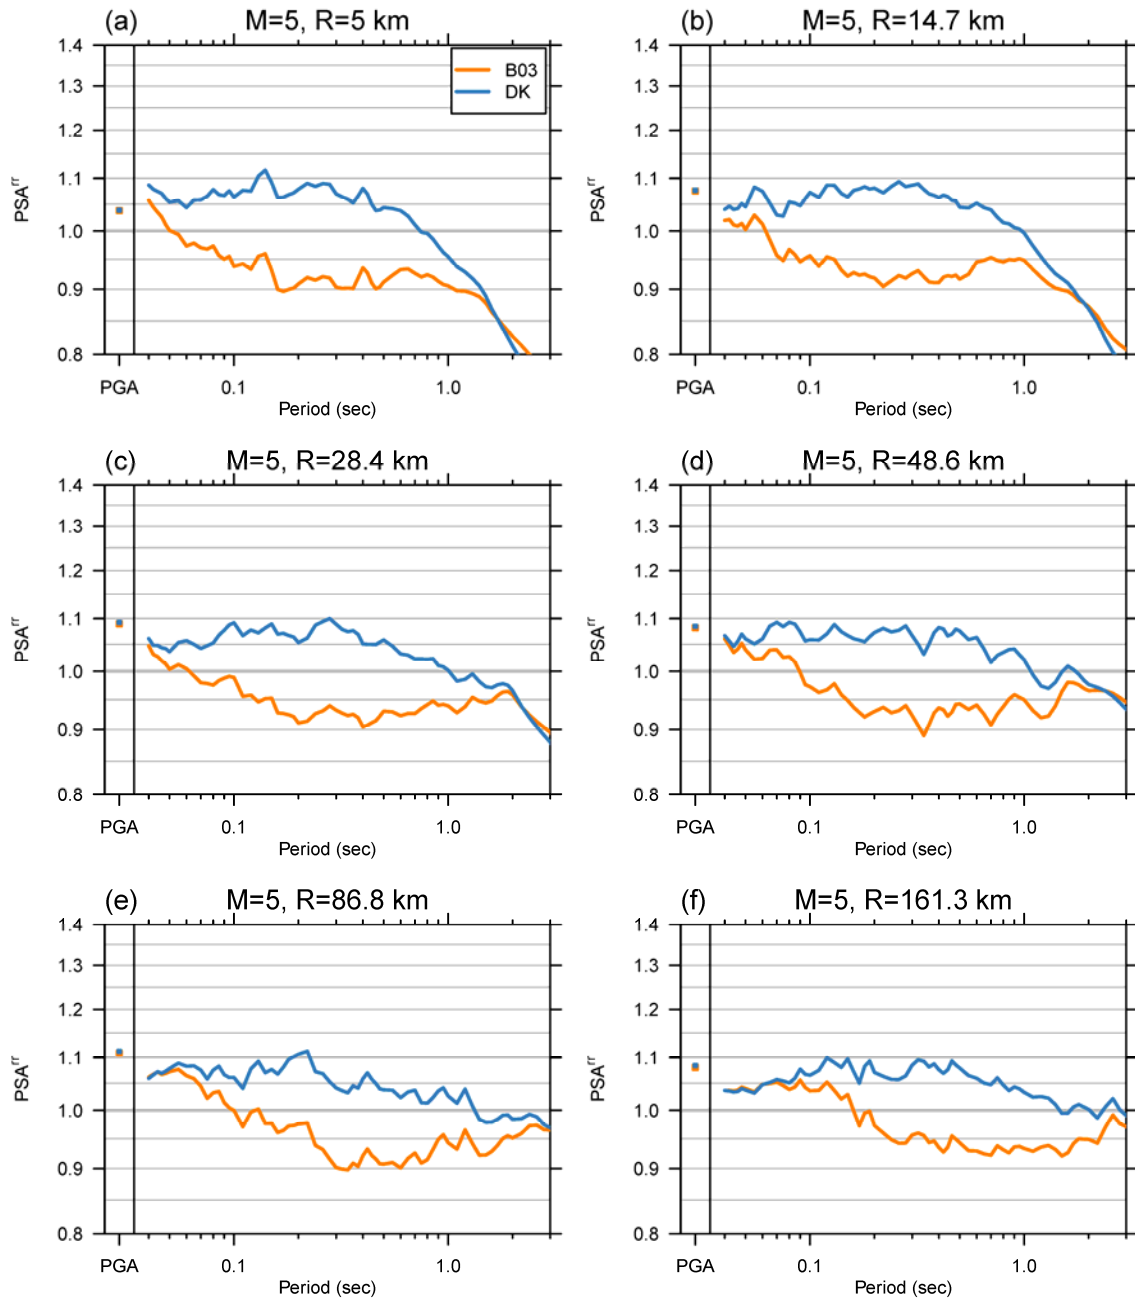 (a) M=5, R=5 km
1.4
1.3
1.2
1.1
1.0
0.9
0.8
PSA^rr
B03
DK
PGA 0.1 1.0
Period (sec)
(b) M=5, R=14.7 km
1.4
1.3
1.2
1.1
1.0
0.9
0.8
PSA^rr
PGA 0.1 1.0
Period (sec)
(c) M=5, R=28.4 km
1.4
1.3
1.2
1.1
1.0
0.9
0.8
PSA^rr
PGA 0.1 1.0
Period (sec)
(d) M=5, R=48.6 km
1.4
1.3
1.2
1.1
1.0
0.9
0.8
PSA^rr
PGA 0.1 1.0
Period (sec)
(e) M=5, R=86.8 km
1.4
1.3
1.2
1.1
1.0
0.9
0.8
PSA^rr
PGA 0.1 1.0
Period (sec)
(f) M=5, R=161.3 km
1.4
1.3
1.2
1.1
1.0
0.9
0.8
PSA^rr
PGA 0.1 1.0
Period (sec)